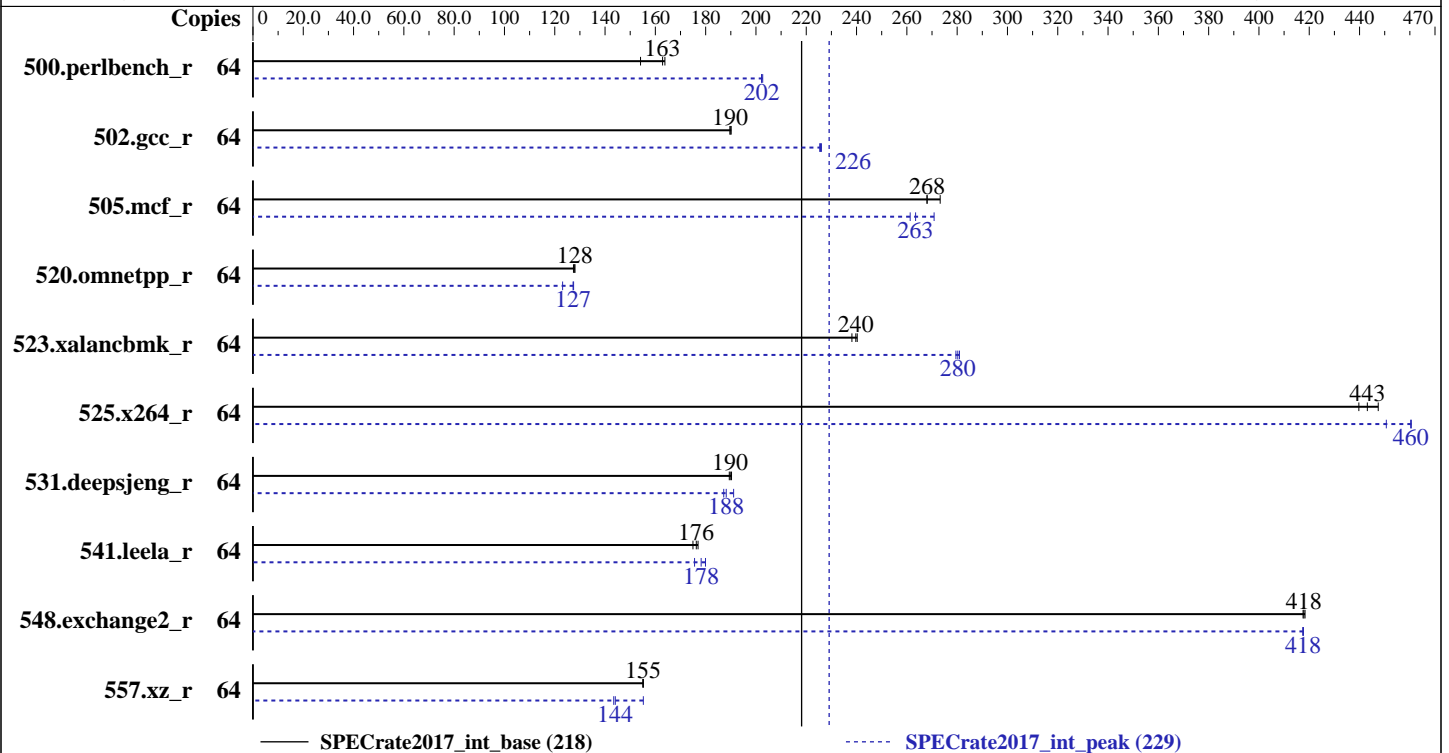 Copies 0 20.0 40.0 60.0 80.0 100 120 140 160 180 200 220 240 260 280 300 320 340 360 380 400 420 440 470
500.perlbench_r 64 163
202
502.gcc_r 64 190
226
505.mcf_r 64 268
263
520.omnetpp_r 64 128
127
523.xalancbmk_r 64 240
280
525.x264_r 64 443
460
531.deepsjeng_r 64 190
188
541.leela_r 64 176
178
548.exchange2_r 64 418
418
557.xz_r 64 155
144
SPECrate2017_int_base (218) SPECrate2017_int_peak (229)